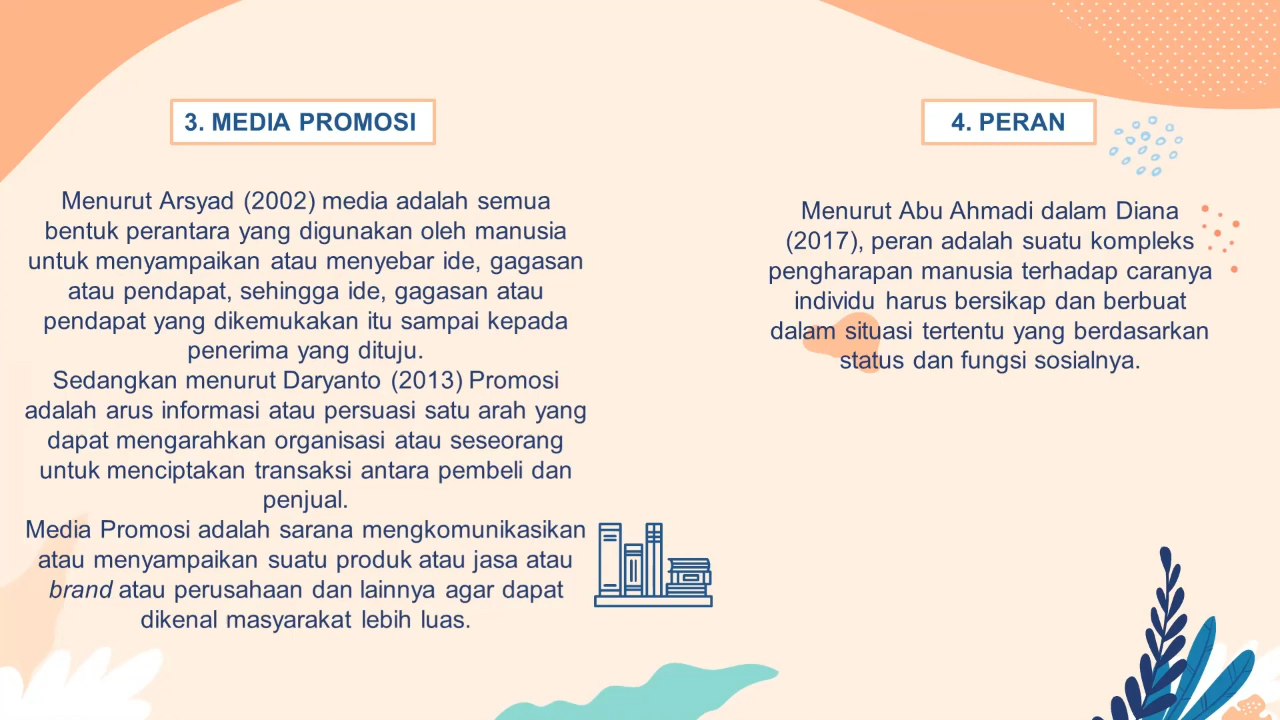 3. MEDIA PROMOSI
Menurut Arsyad (2002) media adalah semua
bentuk perantara yang digunakan oleh manusia
untuk menyampaikan atau menyebar ide, gagasan
atau pendapat, sehingga ide, gagasan atau
pendapat yang dikemukakan itu sampai kepada
penerima yang dituju.
Sedangkan menurut Daryanto (2013) Promosi
adalah arus informasi atau persuasi satu arah yang
dapat mengarahkan organisasi atau seseorang
untuk menciptakan transaksi antara pembeli dan
penjual.
Media Promosi adalah sarana mengkomunikasikan
atau menyampaikan suatu produk atau jasa atau
brand atau perusahaan dan lainnya agar dapat
dikenal masyarakat lebih luas.
4. PERAN
Menurut Abu Ahmadi dalam Diana
(2017), peran adalah suatu kompleks
pengharapan manusia terhadap caranya
individu harus bersikap dan berbuat
dalam situasi tertentu yang berdasarkan
status dan fungsi sosialnya.